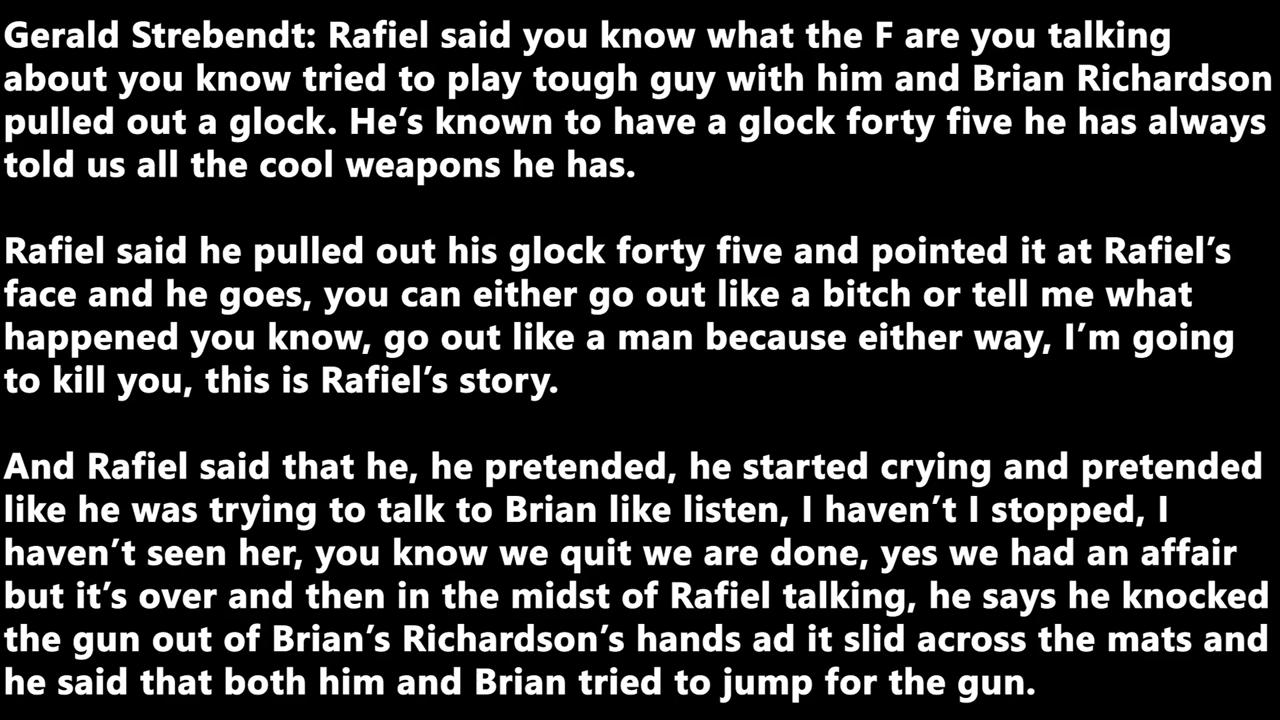 Gerald Strebendt: Rafiel said you know what the F are you talking
about you know tried to play tough guy with him and Brian Richardson
pulled out a glock. He’s known to have a glock forty five he has always
told us all the cool weapons he has.
Rafiel said he pulled out his glock forty five and pointed it at Rafiel’s
face and he goes, you can either go out like a bitch or tell me what
happened you know, go out like a man because either way, I’m going
to kill you, this is Rafiel’s story.
And Rafiel said that he, he pretended, he started crying and pretended
like he was trying to talk to Brian like listen, I haven’t I stopped, I
haven’t seen her, you know we quit we are done, yes we had an affair
but it’s over and then in the midst of Rafiel talking, he says he knocked
the gun out of Brian’s Richardson’s hands ad it slid across the mats and
he said that both him and Brian tried to jump for the gun.